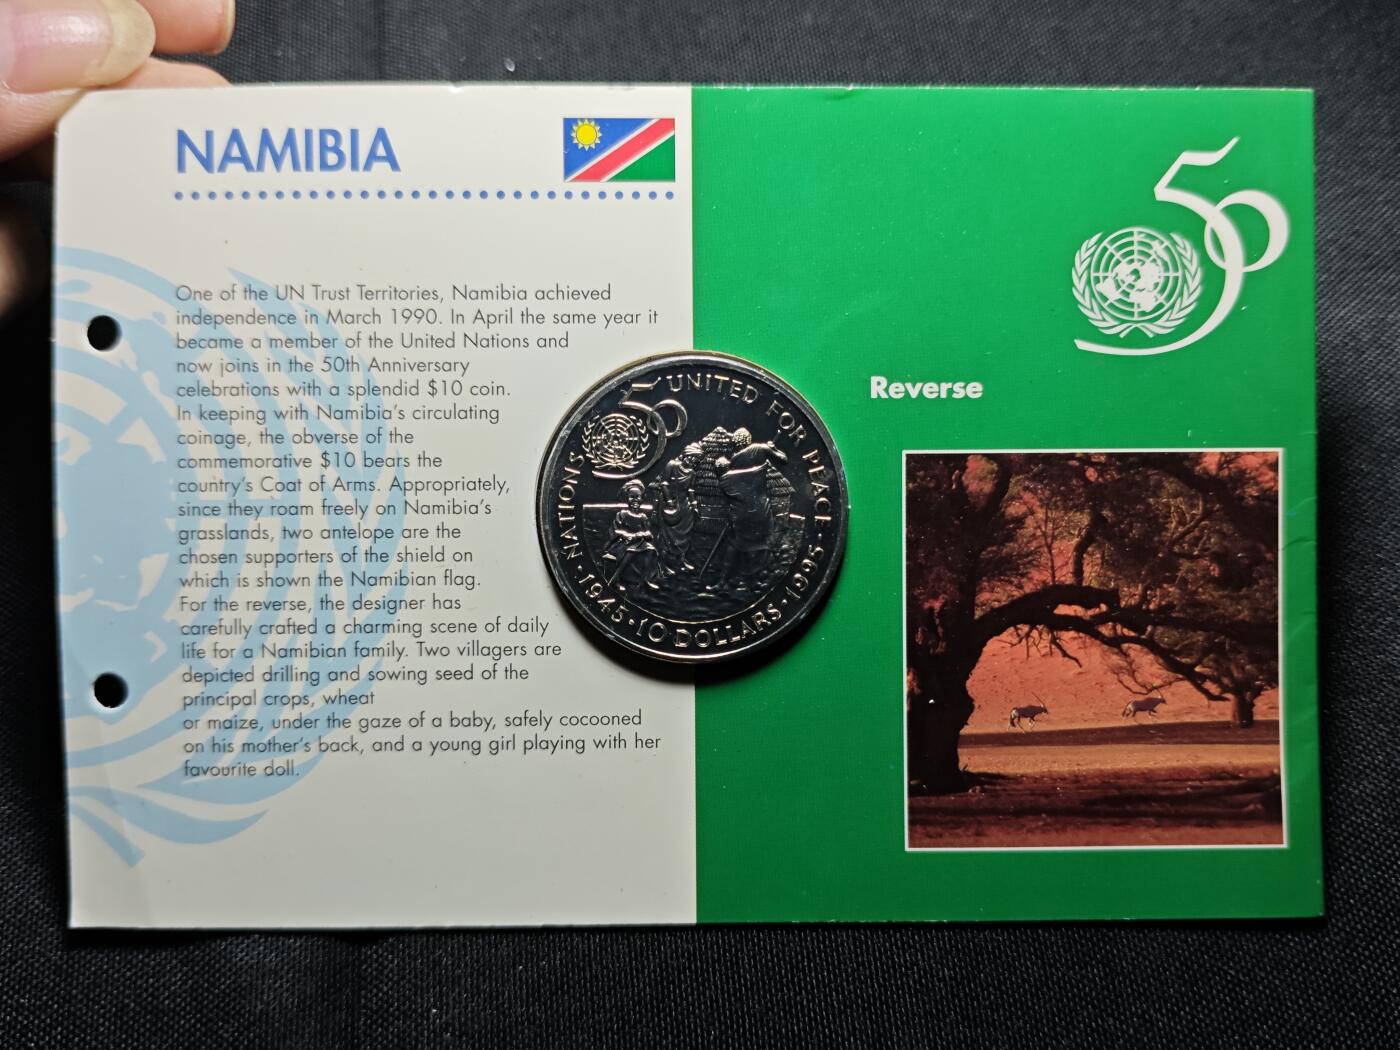 NAMIBIA
One of the UN Trust Territories, Namibia achieved
independence in March 1990. In April the same year it
became a member of the United Nations and
now joins in the 50th Anniversary
celebrations with a splendid $10 coin.
In keeping with Namibia's circulating
coinage, the obverse of the
commemorative $10 bears the
country's Coat of Arms. Appropriately,
since they roam freely on Namibia's
grasslands, two antelope are the
chosen supporters of the shield on
which is shown the Namibian flag.
For the reverse, the designer has
carefully crafted a charming scene of daily
life for a Namibian family. Two villagers are
depicted drilling and sowing seed of the
principal crops, wheat
or maize, under the gaze of a baby, safely cocooned
on his mother's back, and a young girl playing with her
favourite doll.
50
NATIONS UNITED FOR PEACE
·1945·10 DOLLARS·1995·
50
Reverse